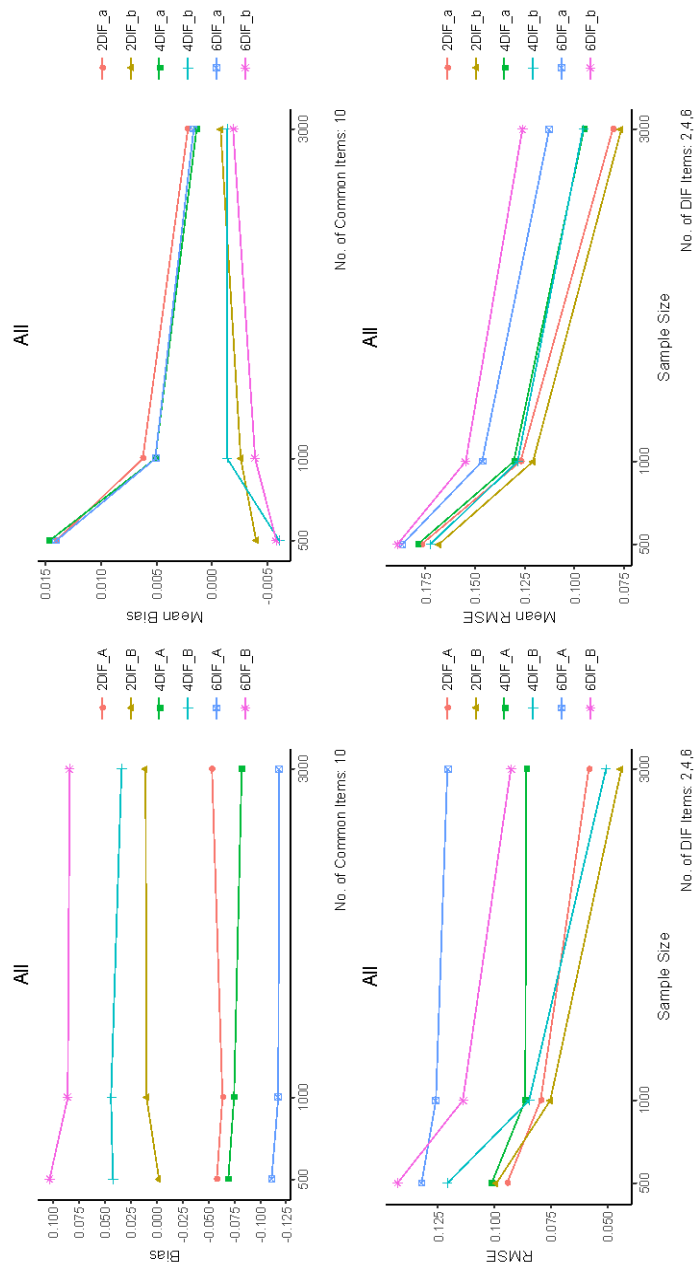 All
Bias
0.100
0.075
0.050
0.025
0.000
-0.025
-0.050
-0.075
-0.100
-0.125
500
1000
3000
No. of Common Items: 10
2DIF_A
2DIF_B
4DIF_A
4DIF_B
6DIF_A
6DIF_B
All
Mean Bias
0.015
0.010
0.005
0.000
-0.005
500
1000
3000
No. of Common Items: 10
2DIF_a
2DIF_b
4DIF_a
4DIF_b
6DIF_a
6DIF_b
All
RMSE
0.125
0.100
0.075
0.050
500
1000
3000
Sample Size
No. of DIF Items: 2,4,6
2DIF_A
2DIF_B
4DIF_A
4DIF_B
6DIF_A
6DIF_B
All
Mean RMSE
0.175
0.150
0.125
0.100
0.075
500
1000
3000
Sample Size
No. of DIF Items: 2,4,6
2DIF_a
2DIF_b
4DIF_a
4DIF_b
6DIF_a
6DIF_b